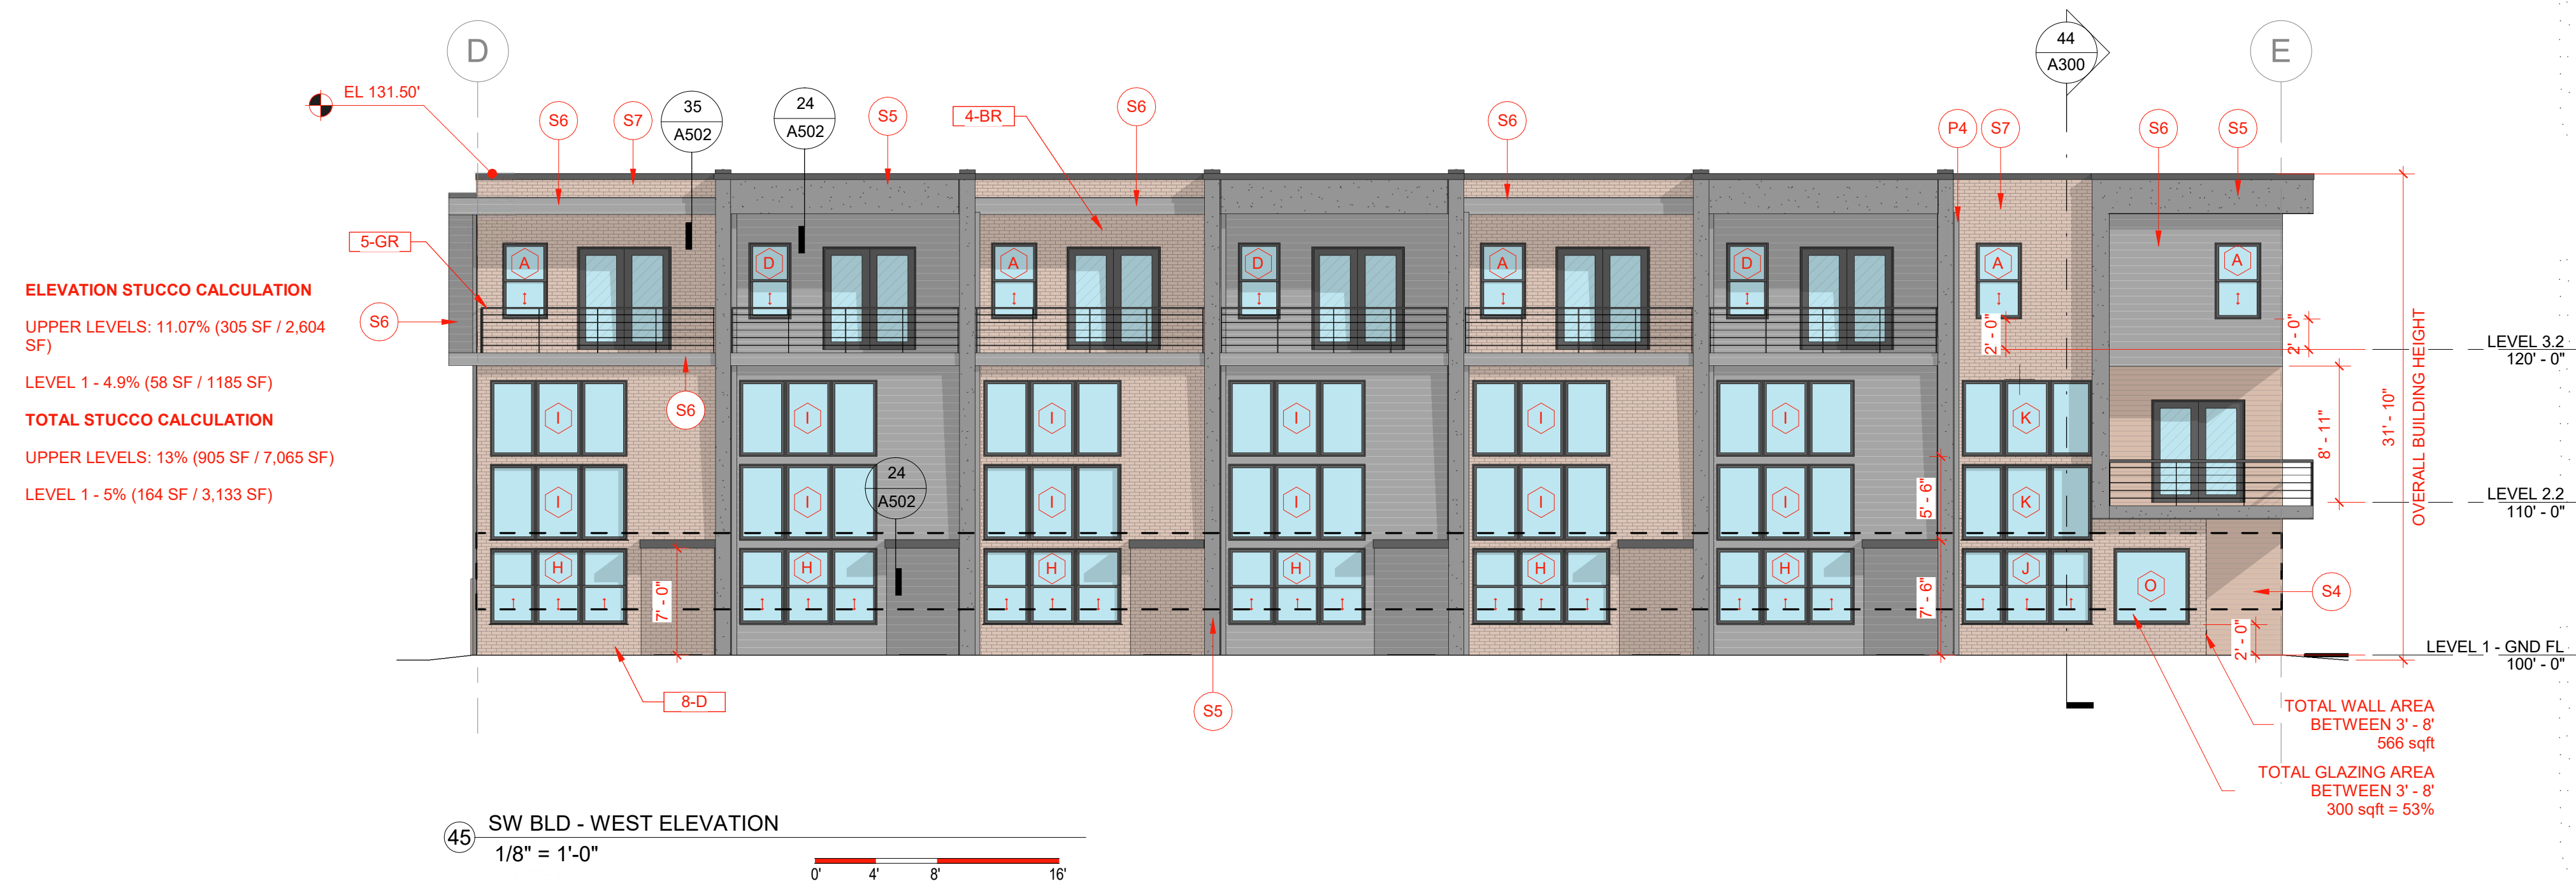 D
44
A300
E
EL 131.50'
35
A502
24
A502
S6
S7
S5
4-BR
S6
S6
P4
S7
S6
S5
5-GR
S6
A
D
A
D
A
D
A
A
ELEVATION STUCCO CALCULATION
UPPER LEVELS: 11.07% (305 SF / 2,604
SF)
LEVEL 1 - 4.9% (58 SF / 1185 SF)
TOTAL STUCCO CALCULATION
UPPER LEVELS: 13% (905 SF / 7,065 SF)
LEVEL 1 - 5% (164 SF / 3,133 SF)
2' - 0"
2' - 0"
LEVEL 3.2
120' - 0"
S6
I
I
I
I
I
I
K
8' - 11"
31' - 10"
OVERALL BUILDING HEIGHT
24
A502
I
I
I
I
I
I
5' - 6"
K
LEVEL 2.2
110' - 0"
H
H
H
H
H
H
J
O
7' - 0"
7' - 6"
S4
2' - 0"
LEVEL 1 - GND FL
100' - 0"
8-D
S5
TOTAL WALL AREA
BETWEEN 3' - 8'
566 sqft
TOTAL GLAZING AREA
BETWEEN 3' - 8'
300 sqft = 53%
45
SW BLD - WEST ELEVATION
1/8" = 1'-0"
0'
4'
8'
16'